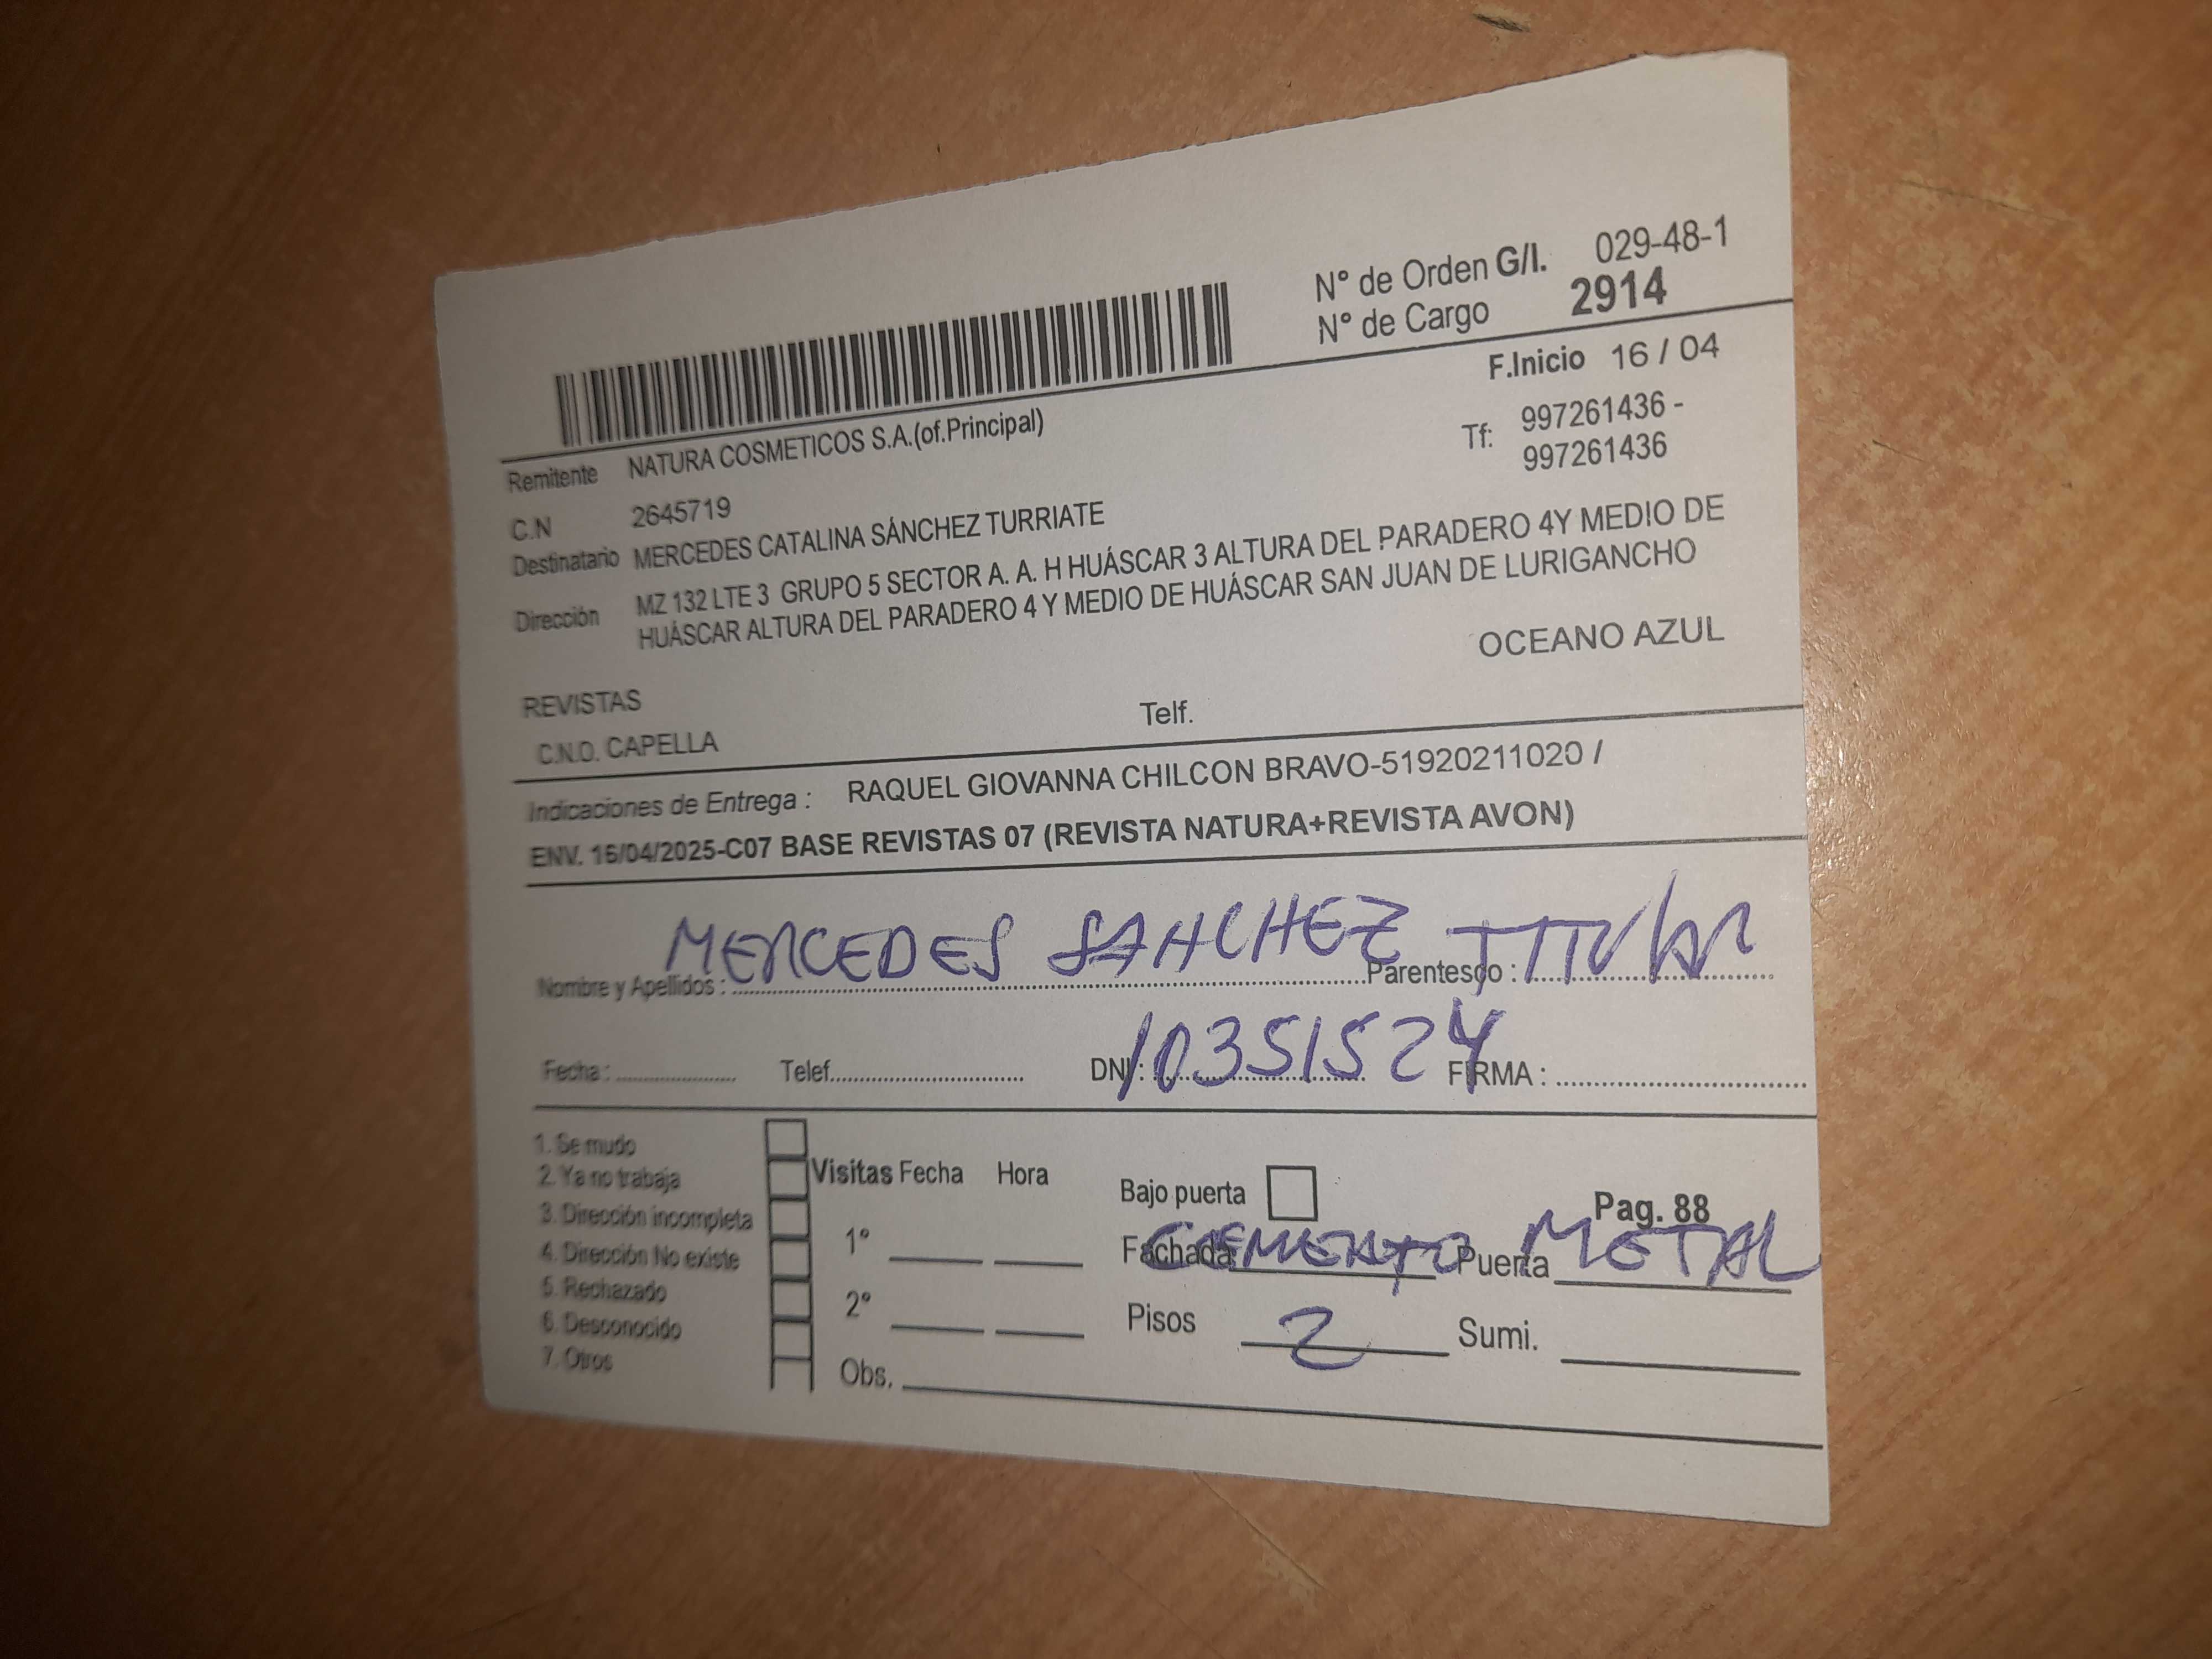 N° de Orden G/I. 029-48-1
N° de Cargo 2914
F.Inicio 16 / 04
Remitente NATURA COSMETICOS S.A.(of.Principal)
Tf: 997261436 -
997261436
C.N 2645719
Destinatario MERCEDES CATALINA SÁNCHEZ TURRIATE
Dirección MZ 132 LTE 3 GRUPO 5 SECTOR A. A. H HUÁSCAR 3 ALTURA DEL PARADERO 4Y MEDIO DE
HUÁSCAR ALTURA DEL PARADERO 4 Y MEDIO DE HUÁSCAR SAN JUAN DE LURIGANCHO
OCEANO AZUL
REVISTAS
C.N.O. CAPELLA Telf.
Indicaciones de Entrega : RAQUEL GIOVANNA CHILCON BRAVO-51920211020 /
ENV. 16/04/2025-C07 BASE REVISTAS 07 (REVISTA NATURA+REVISTA AVON)
Nombre y Apellidos : MERCEDES SANCHEZ Parentesco : TITULAR
Fecha : Telef. DNI : 10351524 FIRMA :
1. Se mudo
2. Ya no trabaja
3. Dirección incompleta
4. Dirección No existe
5. Rechazado
6. Desconocido
7. Otros
Visitas Fecha Hora
1°
2°
Obs.
Bajo puerta Pag. 88
Fachada CEMENTO Puerta METAL
Pisos 2 Sumi.